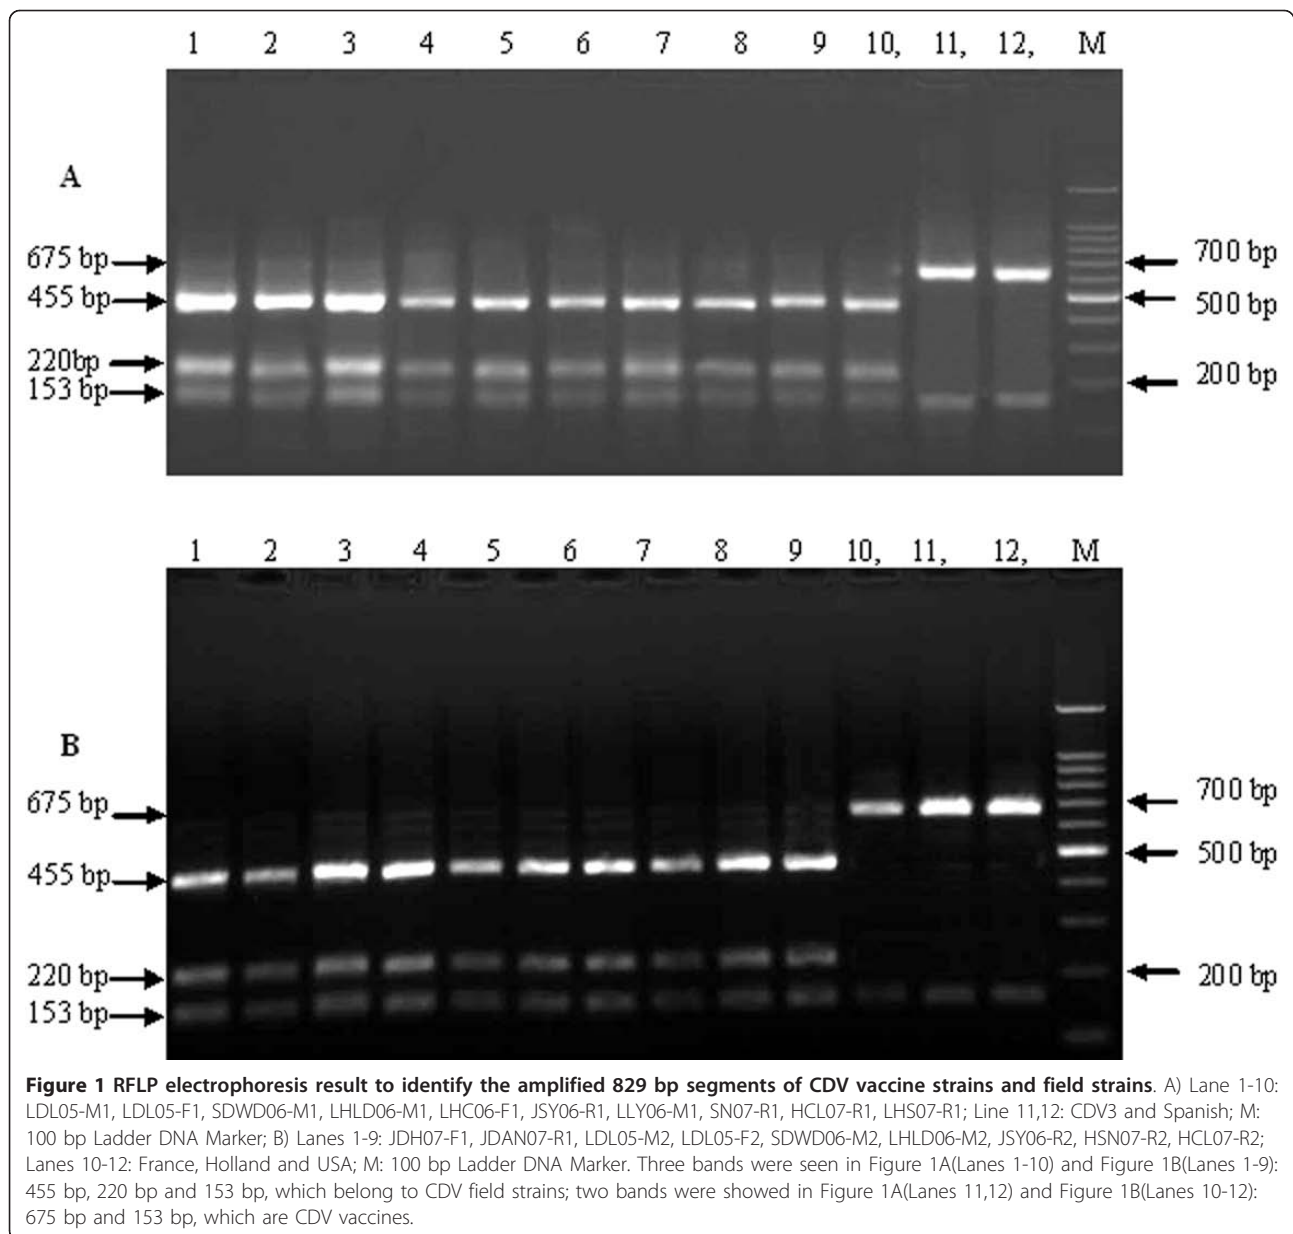 1 2 3 4 5 6 7 8 9 10, 11, 12, M
A
675 bp
455 bp
220bp
153 bp
700 bp
500 bp
200 bp
1 2 3 4 5 6 7 8 9 10, 11, 12, M
B
675 bp
455 bp
220 bp
153 bp
700 bp
500 bp
200 bp
Figure 1 RFLP electrophoresis result to identify the amplified 829 bp segments of CDV vaccine strains and field strains. A) Lane 1-10:
LDL05-M1, LDL05-F1, SDWD06-M1, LHLD06-M1, LHC06-F1, JSY06-R1, LLY06-M1, SN07-R1, HCL07-R1, LHS07-R1; Line 11,12: CDV3 and Spanish; M:
100 bp Ladder DNA Marker; B) Lanes 1-9: JDH07-F1, JDAN07-R1, LDL05-M2, LDL05-F2, SDWD06-M2, LHLD06-M2, JSY06-R2, HSN07-R2, HCL07-R2;
Lanes 10-12: France, Holland and USA; M: 100 bp Ladder DNA Marker. Three bands were seen in Figure 1A(Lanes 1-10) and Figure 1B(Lanes 1-9):
455 bp, 220 bp and 153 bp, which belong to CDV field strains; two bands were showed in Figure 1A(Lanes 11,12) and Figure 1B(Lanes 10-12):
675 bp and 153 bp, which are CDV vaccines.